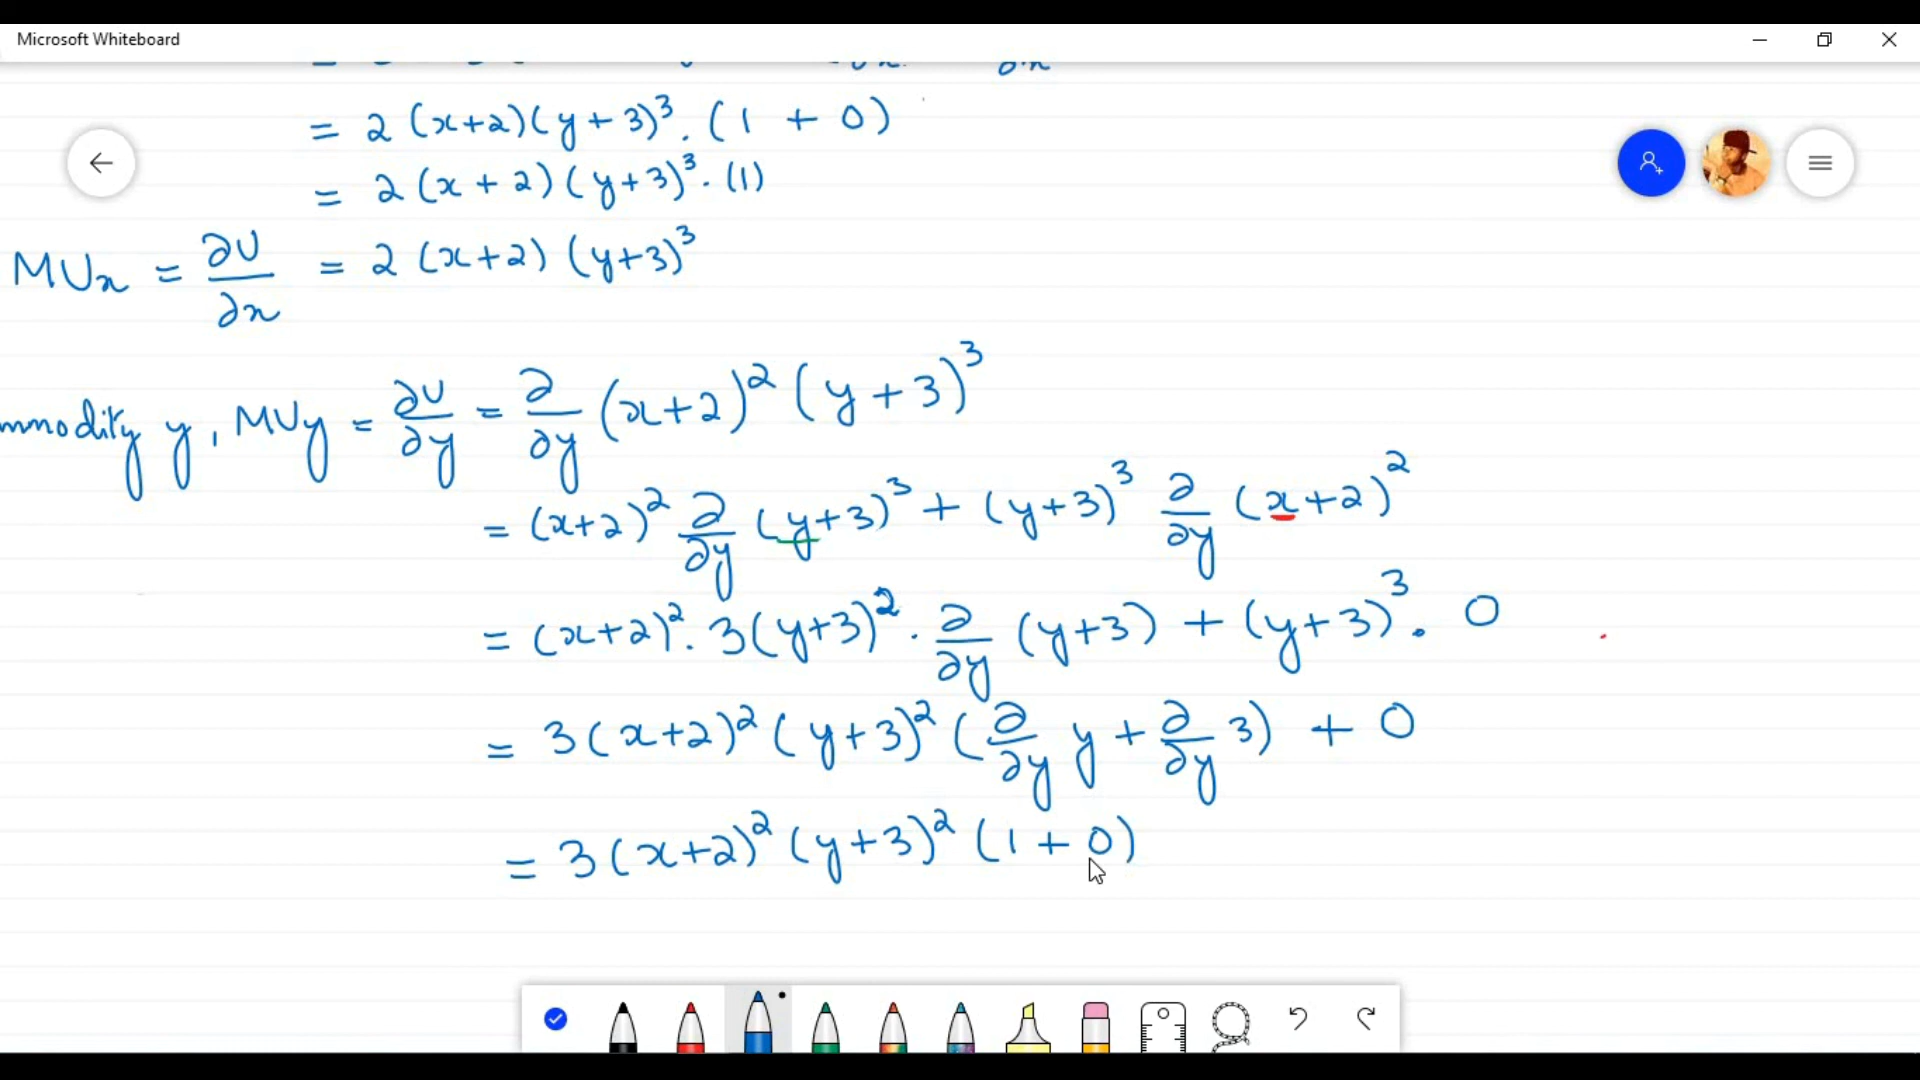 Microsoft Whiteboard
= 2 (x+2)(y+3)³. (1 + 0)
= 2 (x+2)(y+3)³. (1)
MUx = ∂U/∂x = 2 (x+2) (y+3)³
mmodity y, MUy = ∂U/∂y = ∂/∂y (x+2)² (y+3)³
= (x+2)² ∂/∂y (y+3)³ + (y+3)³ ∂/∂y (x+2)²
= (x+2)². 3(y+3)². ∂/∂y (y+3) + (y+3)³. 0
= 3(x+2)² (y+3)² (∂/∂y y + ∂/∂y 3) + 0
= 3(x+2)² (y+3)² (1 + 0)